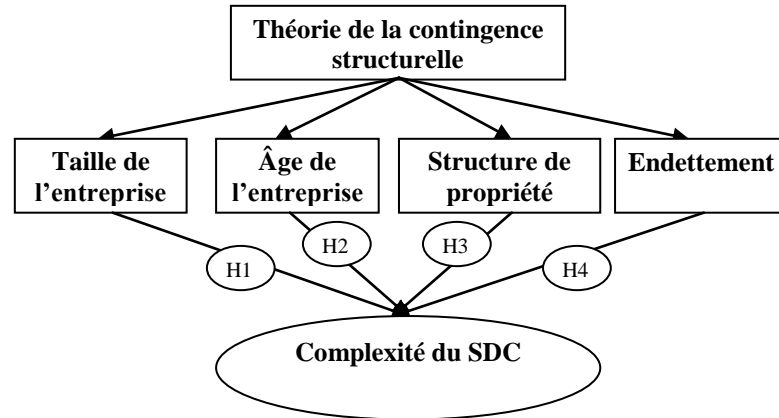 Théorie de la contingence
structurelle
Taille de
l’entreprise
Âge de
l’entreprise
Structure de
propriété
Endettement
H1
H2
H3
H4
Complexité du SDC